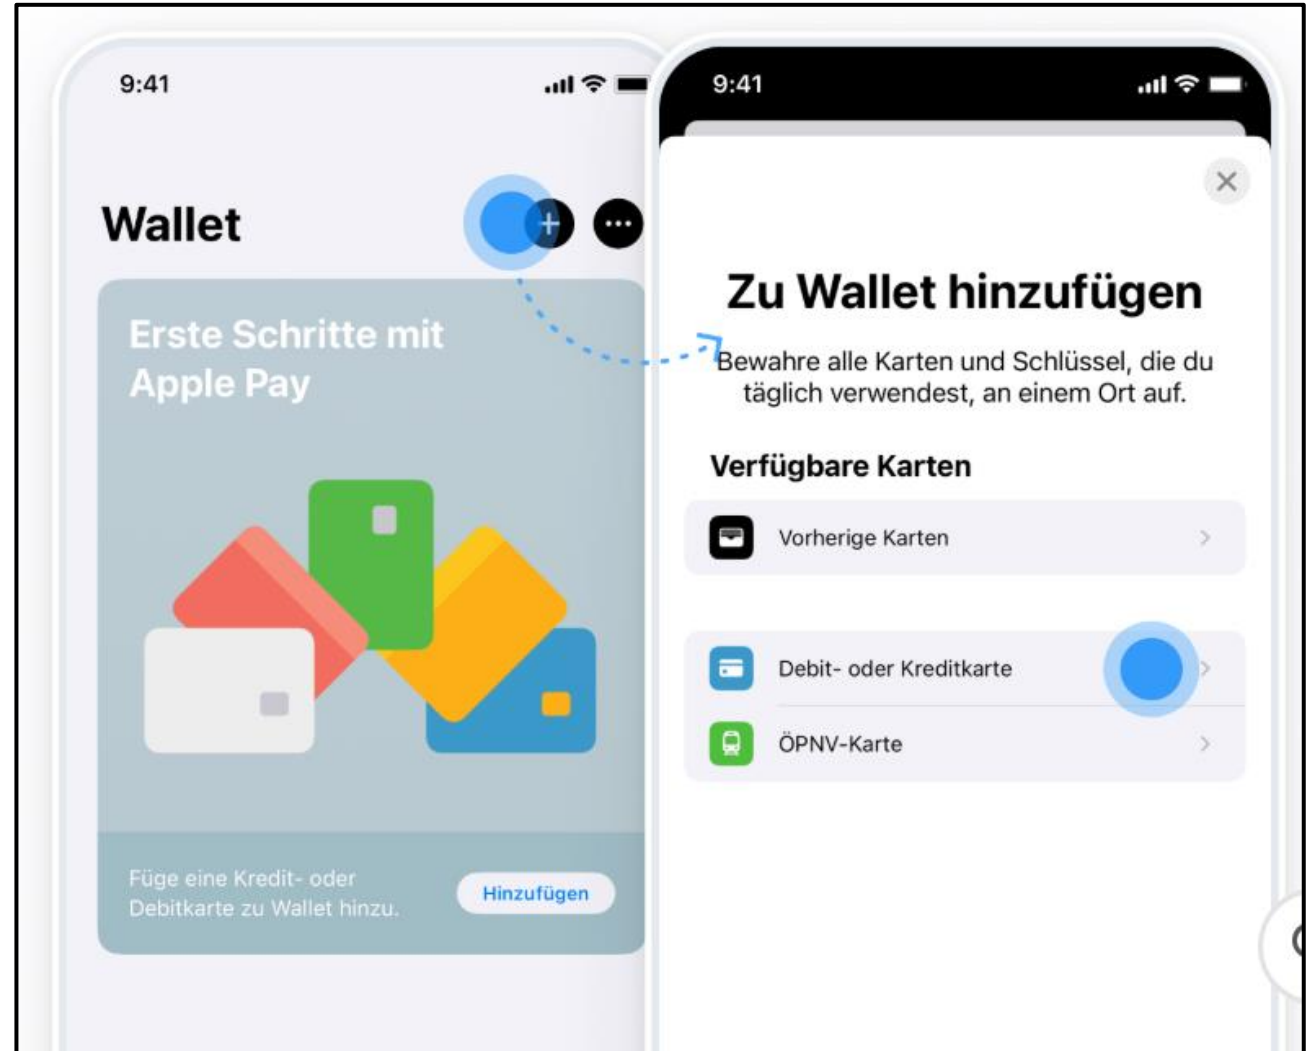 9:41
Wallet
Erste Schritte mit
Apple Pay
Füge eine Kredit- oder
Debitkarte zu Wallet hinzu.
Hinzufügen
9:41
Zu Wallet hinzufügen
Bewahre alle Karten und Schlüssel, die du
täglich verwendest, an einem Ort auf.
Verfügbare Karten
Vorherige Karten
Debit- oder Kreditkarte
ÖPNV-Karte